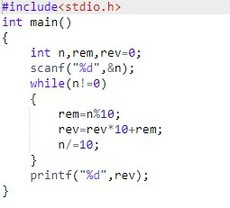 #include<stdio.h>
int main()
{
    int n,rem,rev=0;
    scanf("%d",&n);
    while(n!=0)
    {
        rem=n%10;
        rev=rev*10+rem;
        n/=10;
    }
    printf("%d",rev);
}